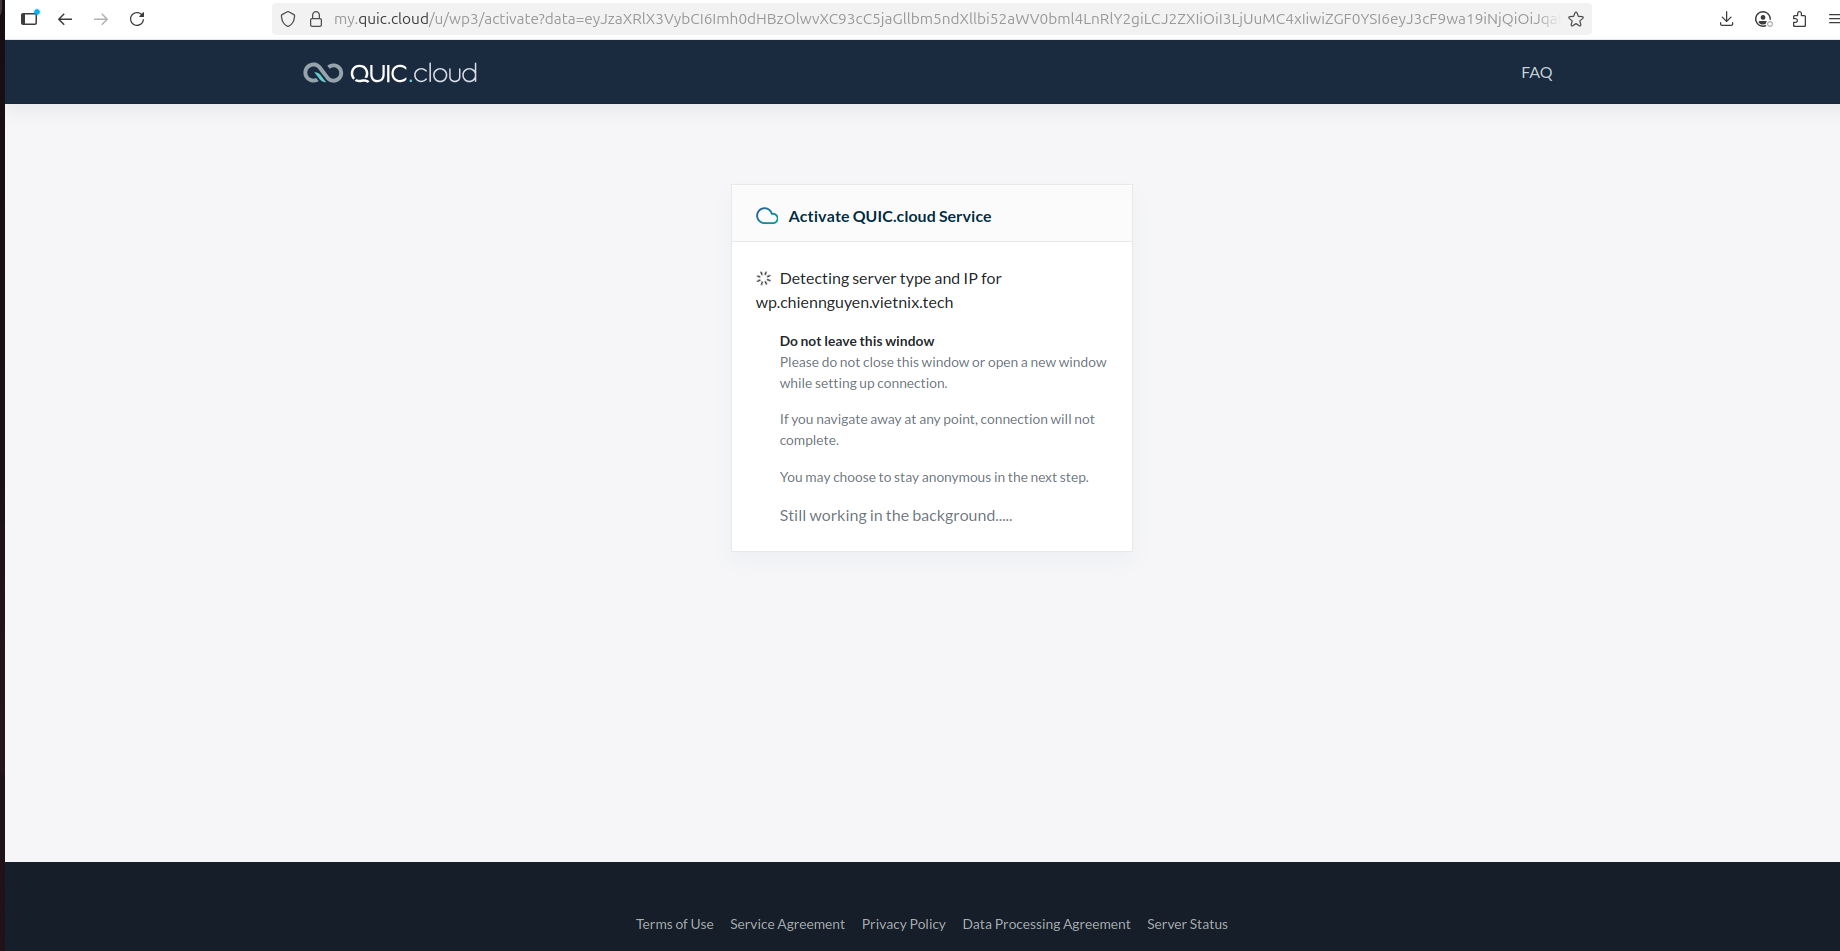 my.quic.cloud/u/wp3/activate?data=eyJzaXRlX3VybCI6Imh0dHBzOlwvXC93cC5jaGllbm5ndXllbi52aWV0bml4LnRlY2giLCJ2ZXIiOiI3LjUuMC4xIiwiZGF0YSI6eyJ3cF9wa19iNjQiOiJqa
QUIC.cloud
FAQ
Activate QUIC.cloud Service
Detecting server type and IP for
wp.chiennguyen.vietnix.tech
Do not leave this window
Please do not close this window or open a new window
while setting up connection.
If you navigate away at any point, connection will not
complete.
You may choose to stay anonymous in the next step.
Still working in the background.....
Terms of Use Service Agreement Privacy Policy Data Processing Agreement Server Status